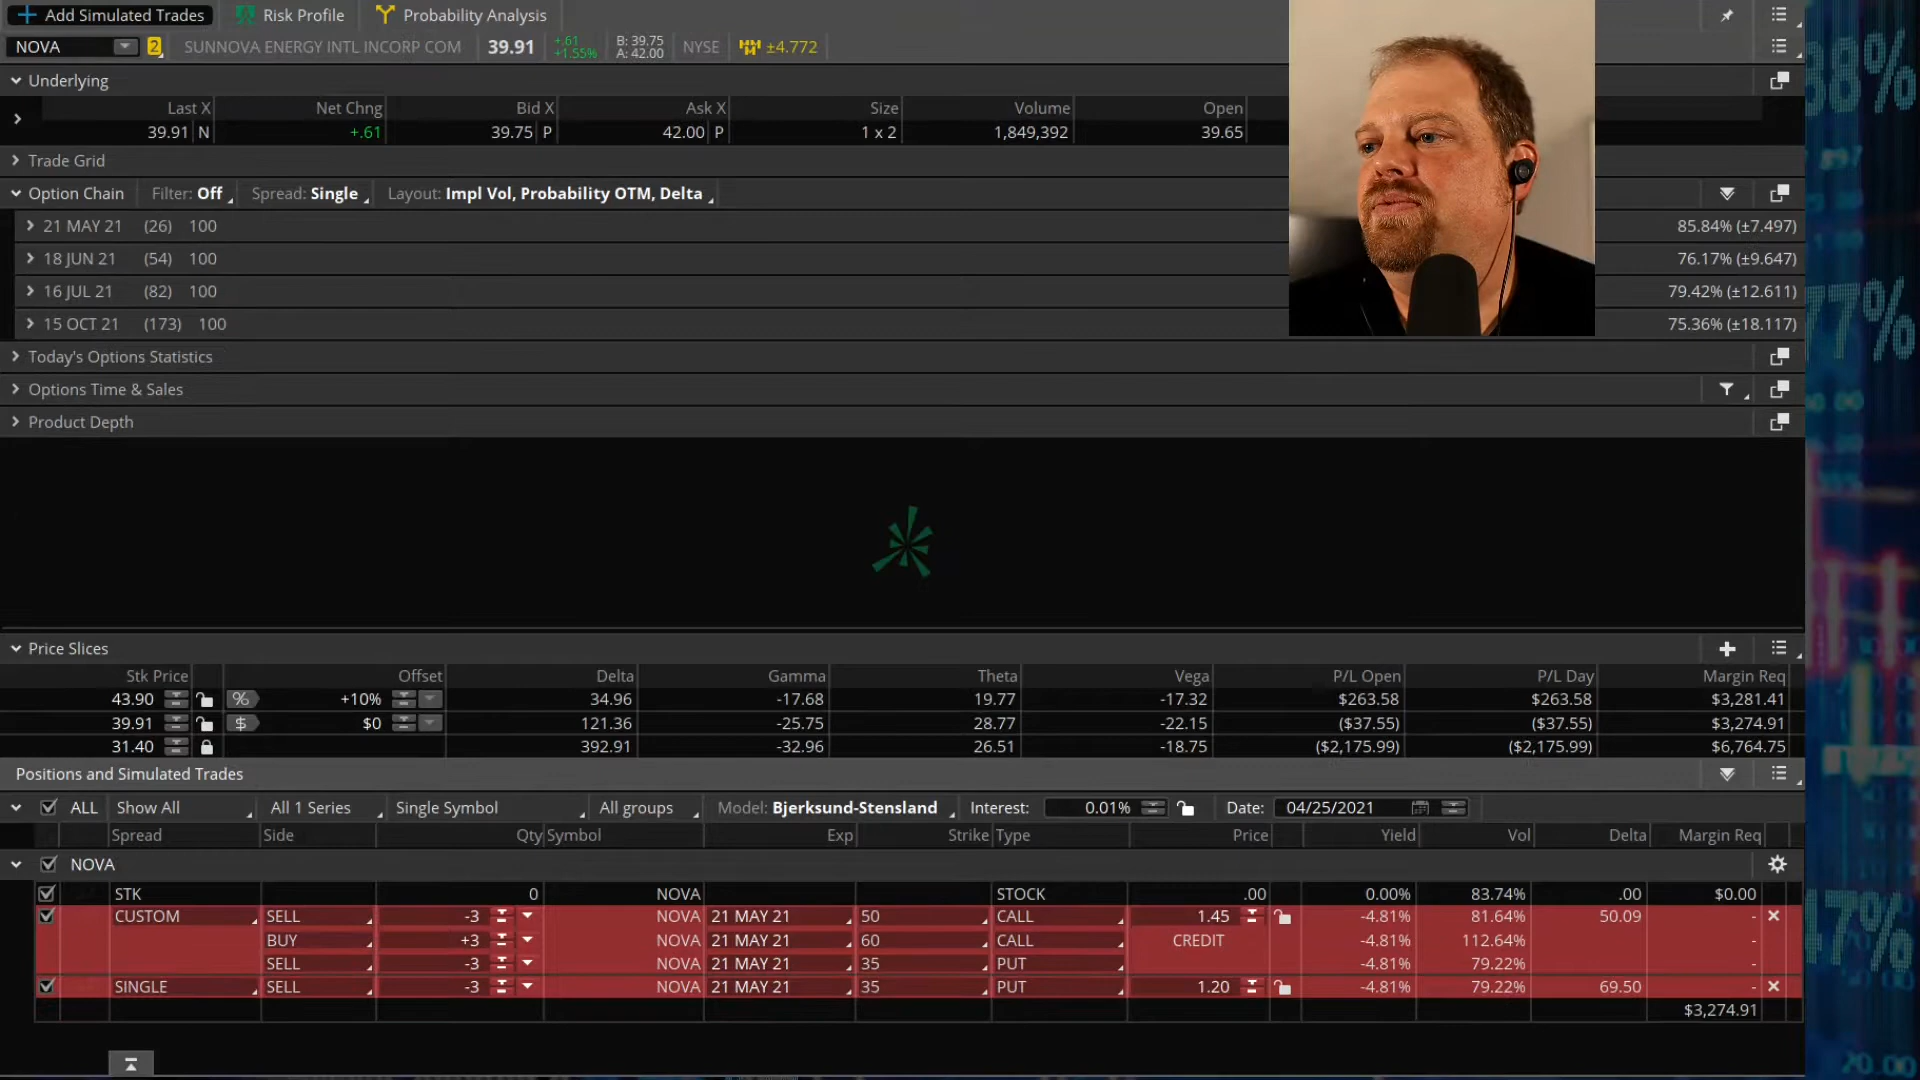 Add Simulated Trades Risk Profile Probability Analysis
NOVA 2 SUNNOVA ENERGY INTL INCORP COM 39.91 +.61 +1.55% B: 39.75 A: 42.00 NYSE ±4.772
Underlying
Last X Net Chng Bid X Ask X Size Volume Open
39.91 N +.61 39.75 P 42.00 P 1 x 2 1,849,392 39.65
Trade Grid
Option Chain Filter: Off Spread: Single Layout: Impl Vol, Probability OTM, Delta
21 MAY 21 (26) 100 85.84% (±7.497)
18 JUN 21 (54) 100 76.17% (±9.647)
16 JUL 21 (82) 100 79.42% (±12.611)
15 OCT 21 (173) 100 75.36% (±18.117)
Today's Options Statistics
Options Time & Sales
Product Depth
Price Slices
Stk Price Offset Delta Gamma Theta Vega P/L Open P/L Day Margin Req
43.90 % +10% 34.96 -17.68 19.77 -17.32 $263.58 $263.58 $3,281.41
39.91 $ $0 121.36 -25.75 28.77 -22.15 ($37.55) ($37.55) $3,274.91
31.40 392.91 -32.96 26.51 -18.75 ($2,175.99) ($2,175.99) $6,764.75
Positions and Simulated Trades
ALL Show All All 1 Series Single Symbol All groups Model: Bjerksund-Stensland Interest: 0.01% Date: 04/25/2021
Spread Side Qty Symbol Exp Strike Type Price Yield Vol Delta Margin Req
NOVA
STK 0 NOVA STOCK .00 0.00% 83.74% .00 $0.00
CUSTOM SELL -3 NOVA 21 MAY 21 50 CALL 1.45 -4.81% 81.64% 50.09 -
BUY +3 NOVA 21 MAY 21 60 CALL CREDIT -4.81% 112.64% -
SELL -3 NOVA 21 MAY 21 35 PUT -4.81% 79.22% -
SINGLE SELL -3 NOVA 21 MAY 21 35 PUT 1.20 -4.81% 79.22% 69.50 -
$3,274.91